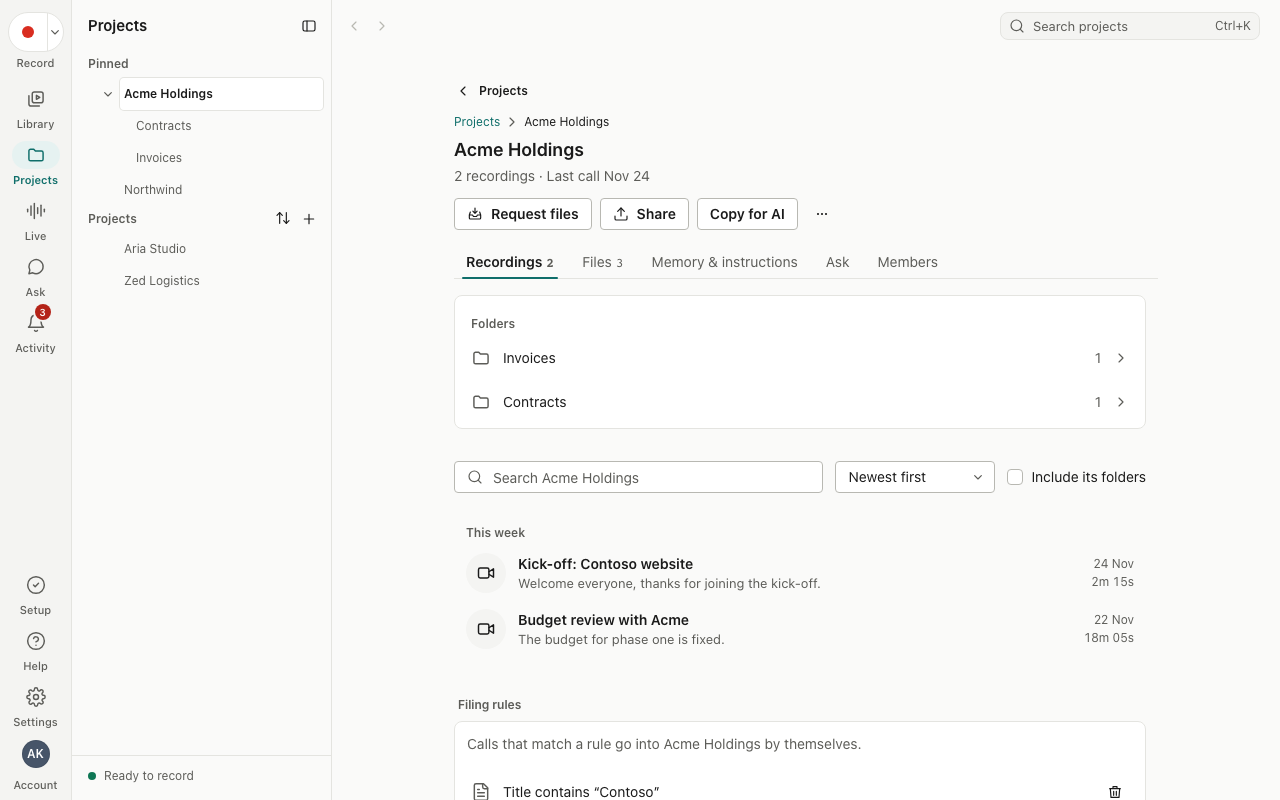 Record
Library
Projects
Live
Ask
3
Activity
Setup
Help
Settings
AK
Account
Projects
Pinned
Acme Holdings
Contracts
Invoices
Northwind
Projects
Aria Studio
Zed Logistics
Ready to record
Search projects Ctrl+K
Projects
Projects Acme Holdings
Acme Holdings
2 recordings · Last call Nov 24
Request files Share Copy for AI ···
Recordings 2 Files 3 Memory & instructions Ask Members
Folders
Invoices 1
Contracts 1
Search Acme Holdings Newest first Include its folders
This week
Kick-off: Contoso website 24 Nov
Welcome everyone, thanks for joining the kick-off. 2m 15s
Budget review with Acme 22 Nov
The budget for phase one is fixed. 18m 05s
Filing rules
Calls that match a rule go into Acme Holdings by themselves.
Title contains “Contoso”